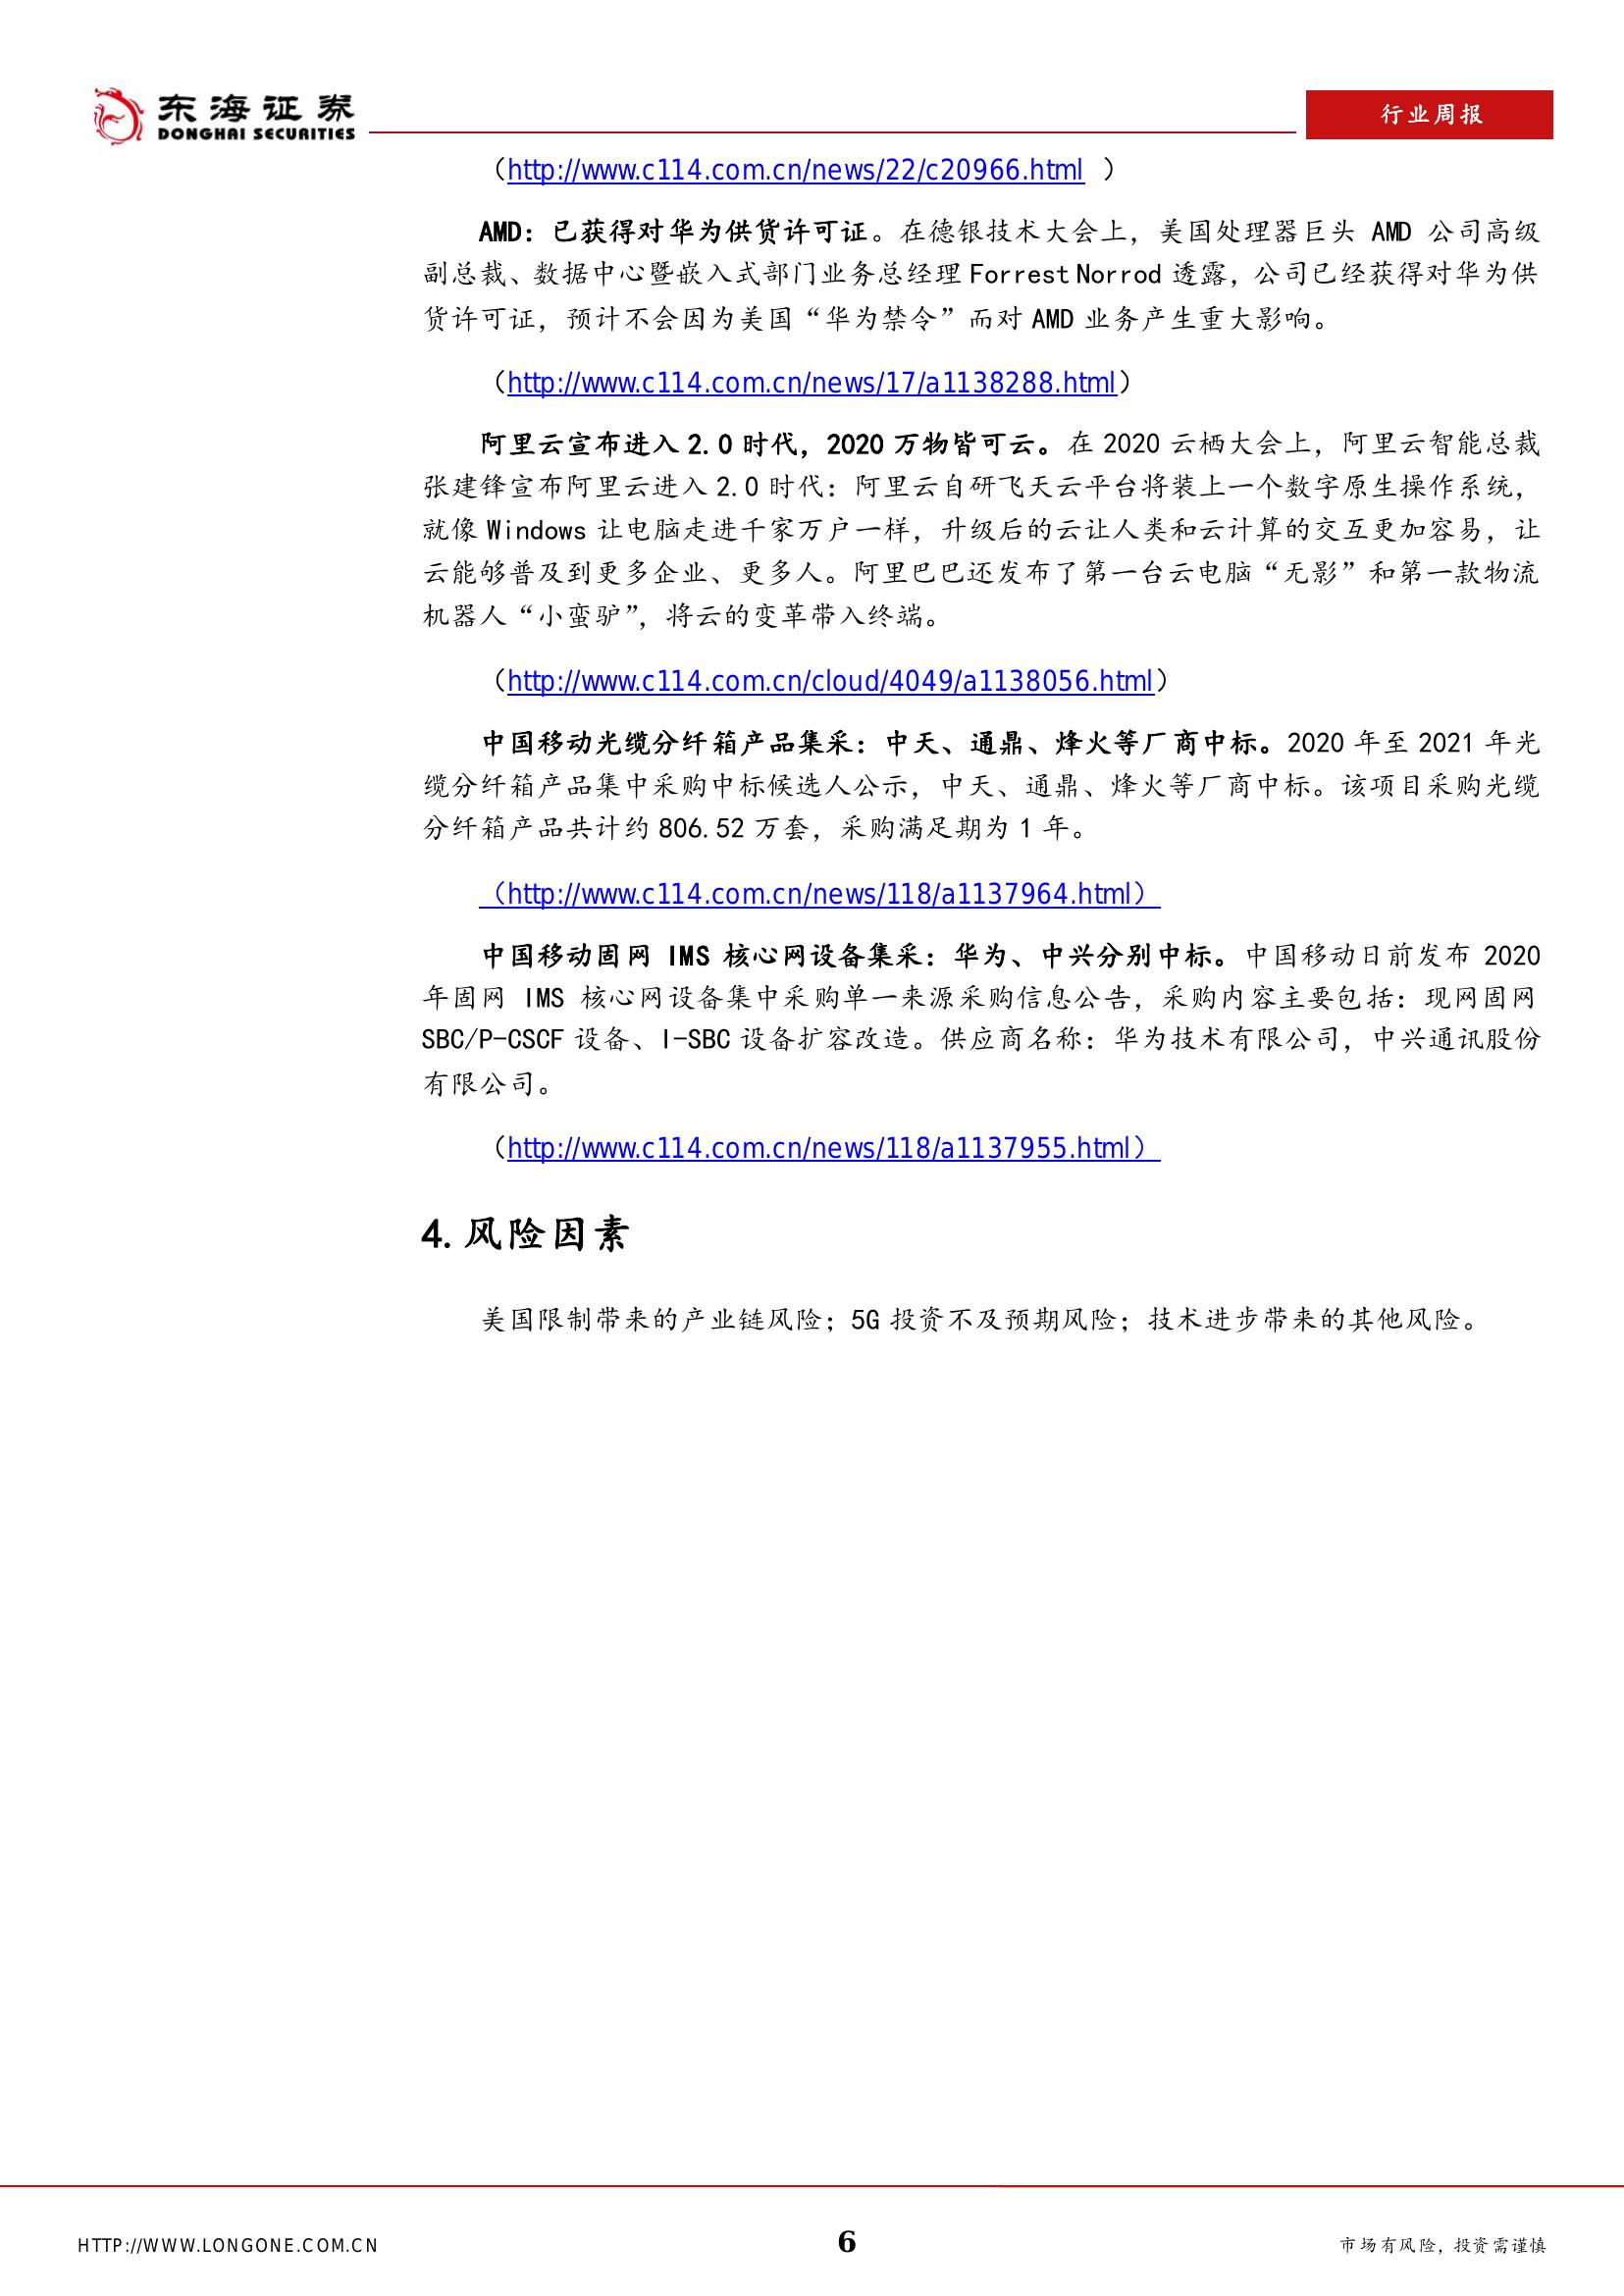 东海证券
DONGHAI SECURITIES
行业周报
（http://www.c114.com.cn/news/22/c20966.html ）
AMD：已获得对华为供货许可证。在德银技术大会上，美国处理器巨头 AMD 公司高级
副总裁、数据中心暨嵌入式部门业务总经理 Forrest Norrod 透露，公司已经获得对华为供
货许可证，预计不会因为美国“华为禁令”而对 AMD 业务产生重大影响。
（http://www.c114.com.cn/news/17/a1138288.html）
阿里云宣布进入 2.0 时代，2020 万物皆可云。在 2020 云栖大会上，阿里云智能总裁
张建锋宣布阿里云进入 2.0 时代：阿里云自研飞天云平台将装上一个数字原生操作系统，
就像 Windows 让电脑走进千家万户一样，升级后的云让人类和云计算的交互更加容易，让
云能够普及到更多企业、更多人。阿里巴巴还发布了第一台云电脑“无影”和第一款物流
机器人“小蛮驴”，将云的变革带入终端。
（http://www.c114.com.cn/cloud/4049/a1138056.html）
中国移动光缆分纤箱产品集采：中天、通鼎、烽火等厂商中标。2020 年至 2021 年光
缆分纤箱产品集中采购中标候选人公示，中天、通鼎、烽火等厂商中标。该项目采购光缆
分纤箱产品共计约 806.52 万套，采购满足期为 1 年。
（http://www.c114.com.cn/news/118/a1137964.html）
中国移动固网 IMS 核心网设备集采：华为、中兴分别中标。中国移动日前发布 2020
年固网 IMS 核心网设备集中采购单一来源采购信息公告，采购内容主要包括：现网固网
SBC/P-CSCF 设备、I-SBC 设备扩容改造。供应商名称：华为技术有限公司，中兴通讯股份
有限公司。
（http://www.c114.com.cn/news/118/a1137955.html）
4. 风险因素
美国限制带来的产业链风险；5G 投资不及预期风险；技术进步带来的其他风险。
HTTP://WWW.LONGONE.COM.CN
6
市场有风险，投资需谨慎